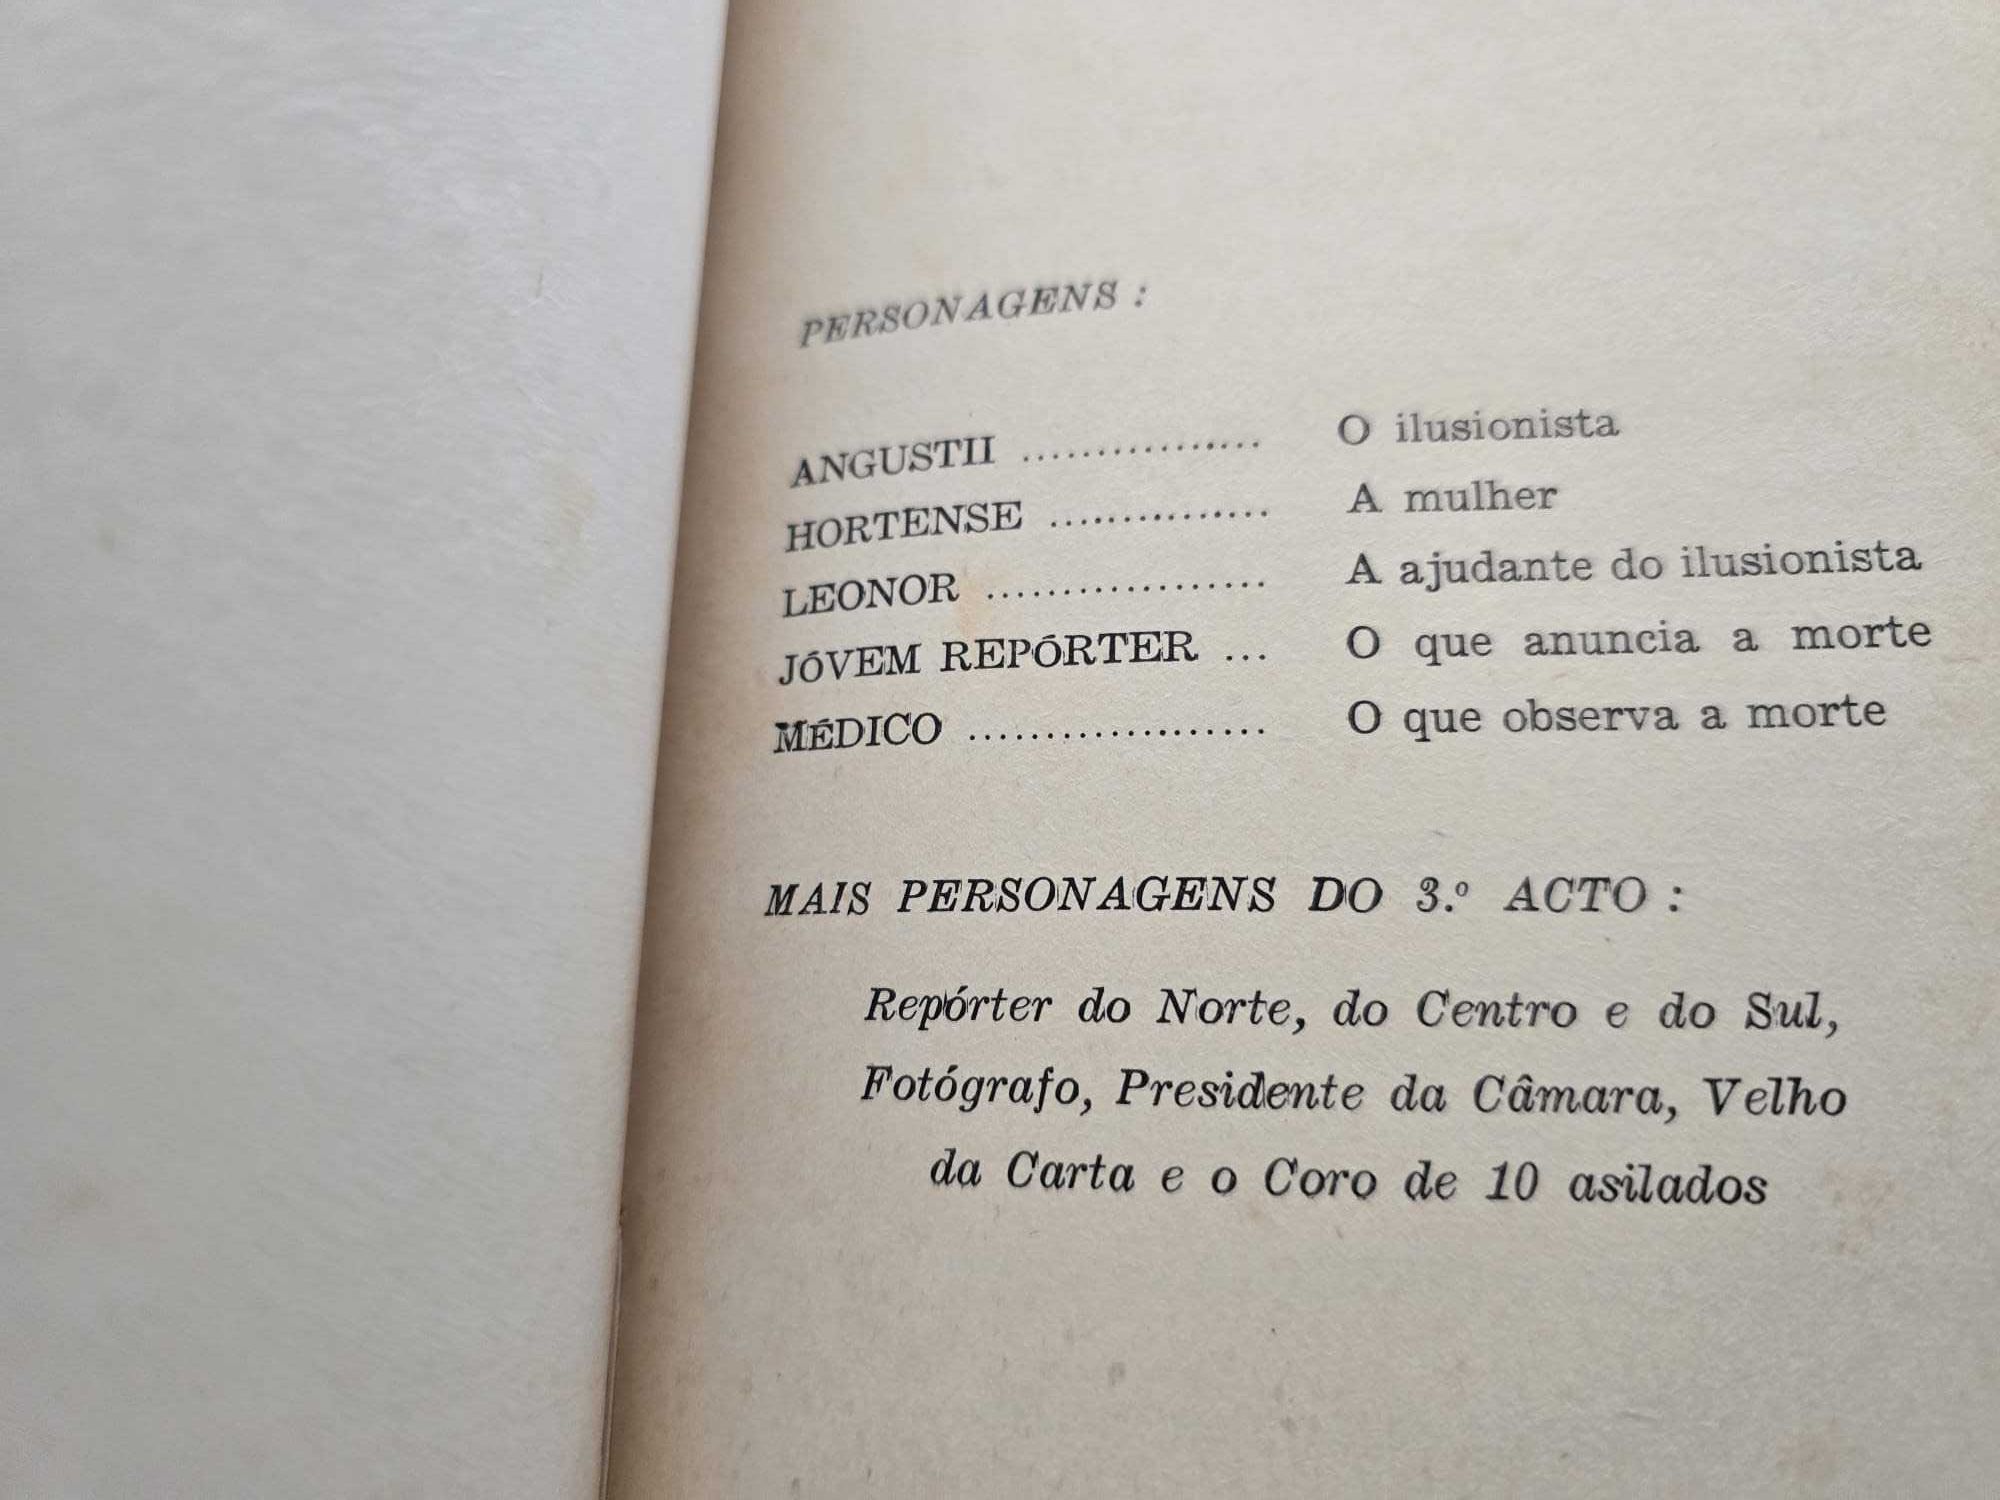 PERSONAGENS :
ANGUSTII ................ O ilusionista
HORTENSE ............... A mulher
LEONOR ................... A ajudante do ilusionista
JÓVEM REPÓRTER ... O que anuncia a morte
MÉDICO .................... O que observa a morte
MAIS PERSONAGENS DO 3.º ACTO :
Repórter do Norte, do Centro e do Sul,
Fotógrafo, Presidente da Câmara, Velho
da Carta e o Coro de 10 asilados